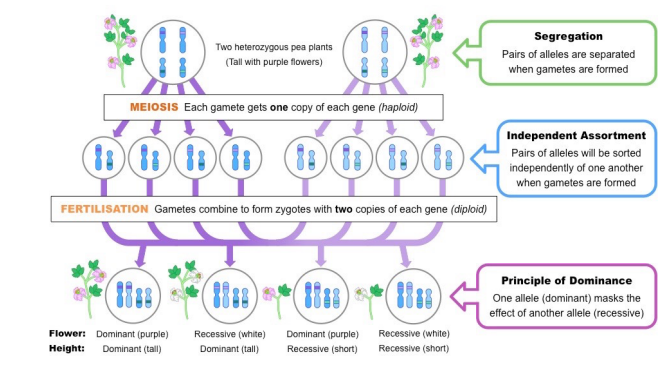 Two heterozygous pea plants
(Tall with purple flowers)
Segregation
Pairs of alleles are separated
when gametes are formed
MEIOSIS Each gamete gets one copy of each gene (haploid)
Independent Assortment
Pairs of alleles will be sorted
independently of one another
when gametes are formed
FERTILISATION Gametes combine to form zygotes with two copies of each gene (diploid)
Principle of Dominance
One allele (dominant) masks the
effect of another allele (recessive)
Flower: Dominant (purple) Recessive (white) Dominant (purple) Recessive (white)
Height: Dominant (tall) Dominant (tall) Recessive (short) Recessive (short)